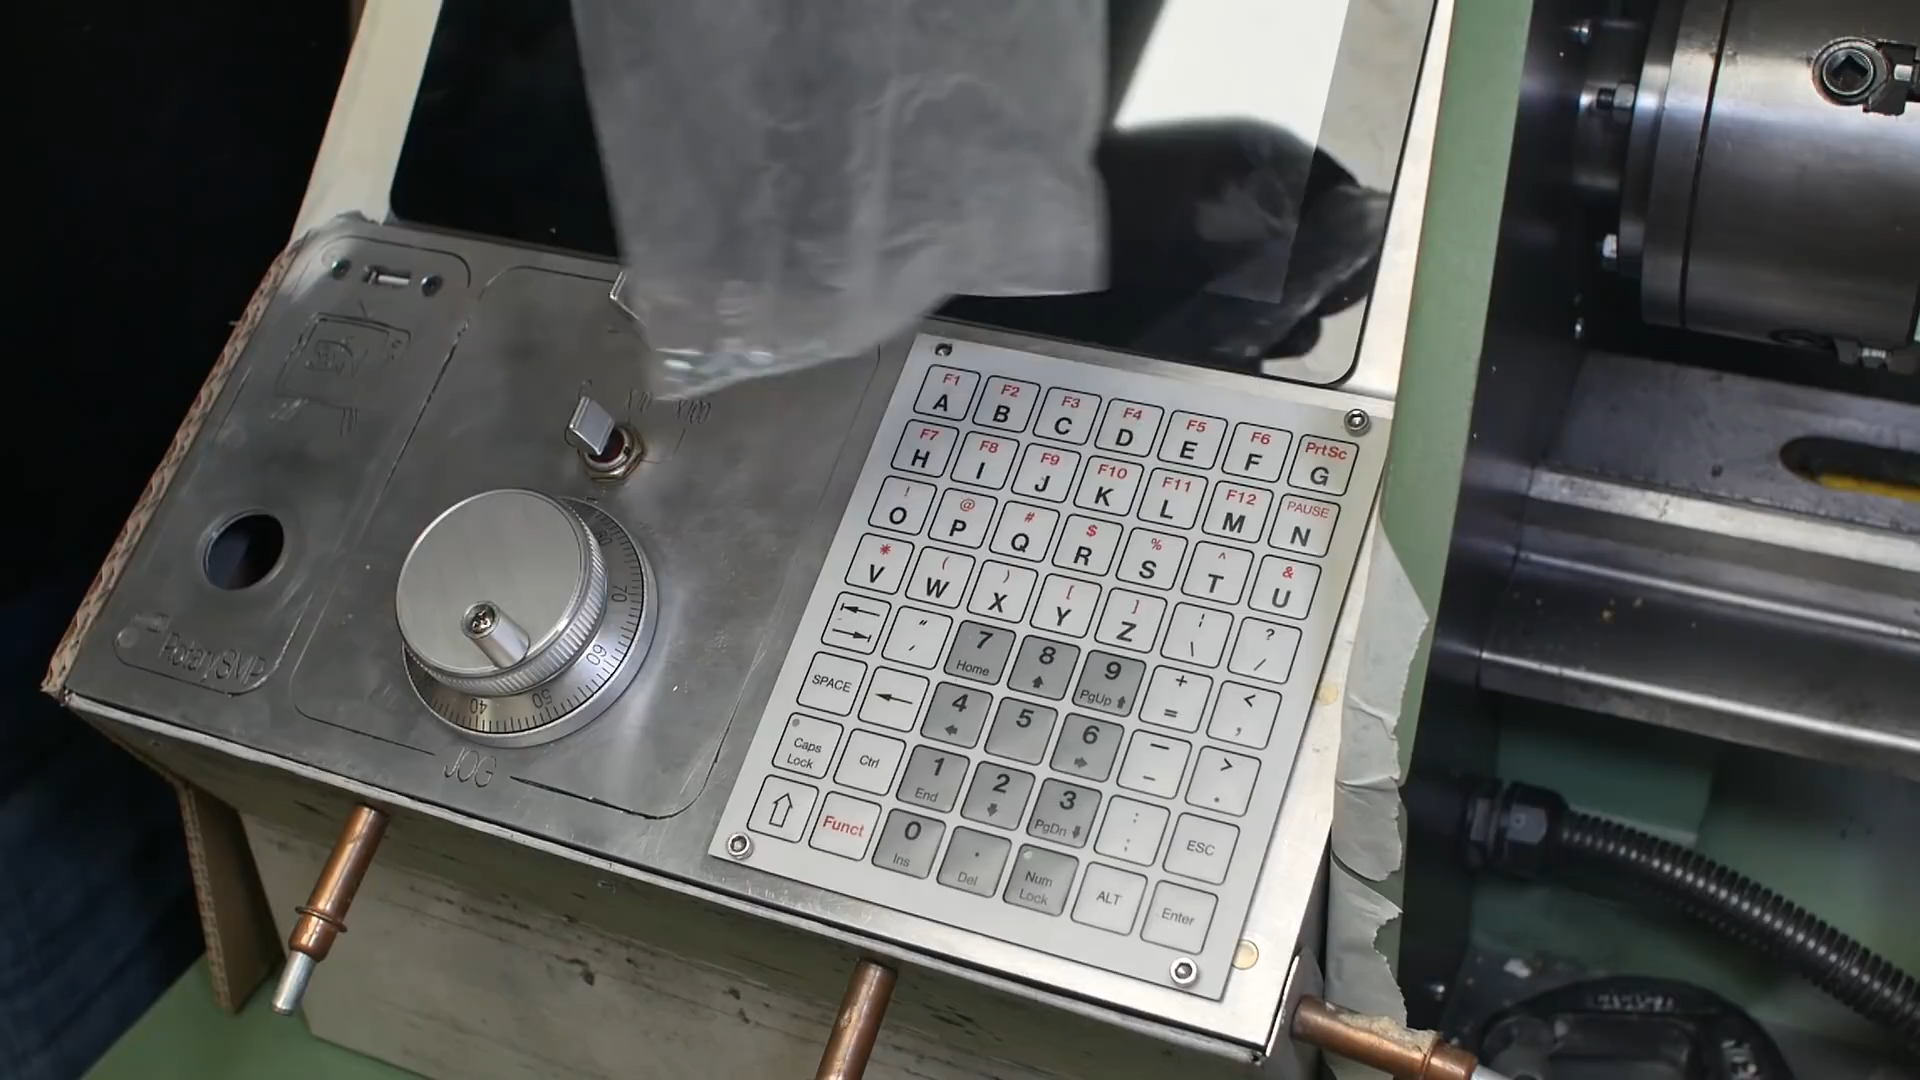 X100
F1 F2 F3 F4 F5 F6 PrtSc
A B C D E F G
F7 F8 F9 F10 F11 F12 PAUSE
H I J K L M N
! @ # $ % ^ &
O P Q R S T U
* ( ) [ ]
V W X Y Z \ /
" ' 7 8 9 + = < ,
Home PgUp
SPACE 4 5 6 _ > .
Caps Lock Ctrl 1 2 3 : ; ESC
End PgDn
Funct 0 . Num Lock ALT Enter
Ins Del
80
70
60
50
40
JOG
RotarySMP